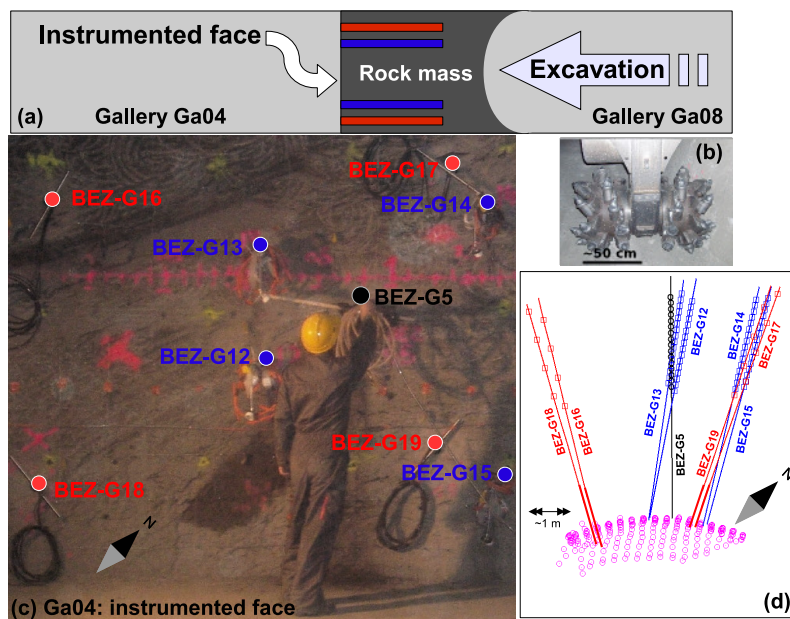 Instrumented face
Rock mass
Excavation
(a)
Gallery Ga04
Gallery Ga08
(b)
~50 cm
BEZ-G17
BEZ-G16
BEZ-G14
BEZ-G13
BEZ-G5
BEZ-G12
BEZ-G19
BEZ-G15
BEZ-G18
N
(c) Ga04: instrumented face
BEZ-G12
BEZ-G14
BEZ-G17
BEZ-G13
BEZ-G16
BEZ-G18
BEZ-G5
BEZ-G19
BEZ-G15
N
~1 m
(d)